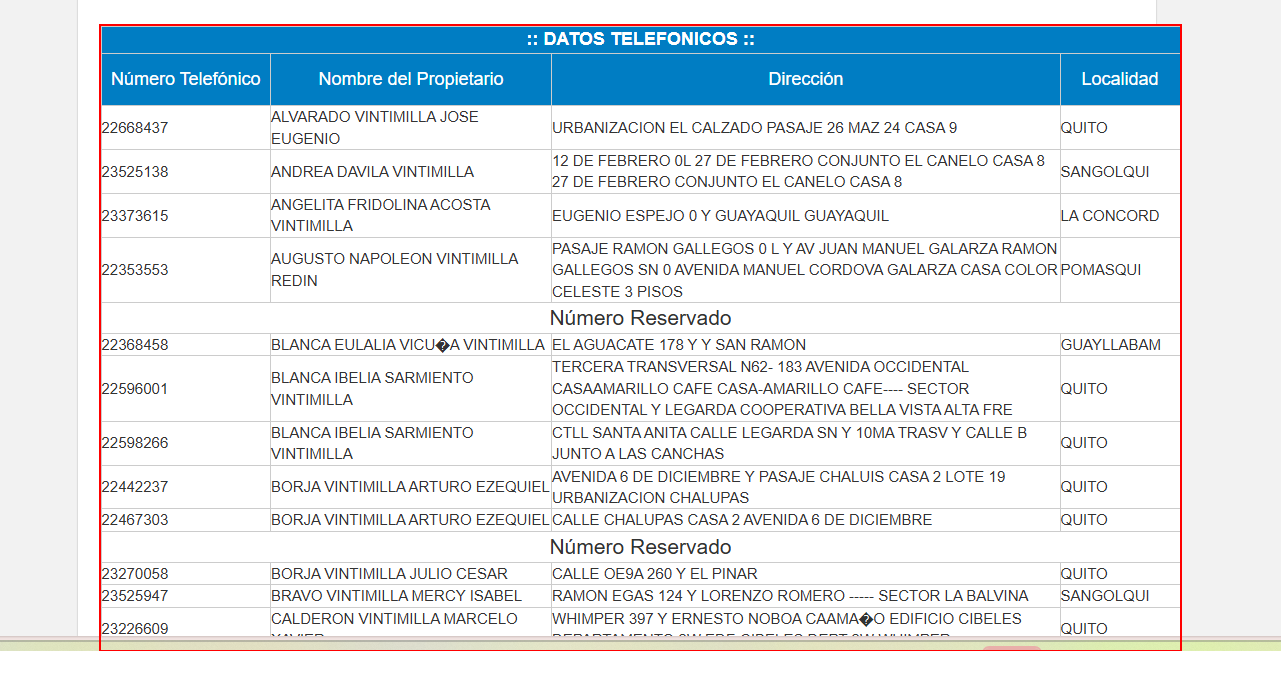 :: DATOS TELEFONICOS ::
Número Telefónico Nombre del Propietario Dirección Localidad
22668437 ALVARADO VINTIMILLA JOSE EUGENIO URBANIZACION EL CALZADO PASAJE 26 MAZ 24 CASA 9 QUITO
23525138 ANDREA DAVILA VINTIMILLA 12 DE FEBRERO 0L 27 DE FEBRERO CONJUNTO EL CANELO CASA 8 27 DE FEBRERO CONJUNTO EL CANELO CASA 8 SANGOLQUI
23373615 ANGELITA FRIDOLINA ACOSTA VINTIMILLA EUGENIO ESPEJO 0 Y GUAYAQUIL GUAYAQUIL LA CONCORD
22353553 AUGUSTO NAPOLEON VINTIMILLA REDIN PASAJE RAMON GALLEGOS 0 L Y AV JUAN MANUEL GALARZA RAMON GALLEGOS SN 0 AVENIDA MANUEL CORDOVA GALARZA CASA COLOR CELESTE 3 PISOS POMASQUI
Número Reservado
22368458 BLANCA EULALIA VICU�A VINTIMILLA EL AGUACATE 178 Y Y SAN RAMON GUAYLLABAM
22596001 BLANCA IBELIA SARMIENTO VINTIMILLA TERCERA TRANSVERSAL N62- 183 AVENIDA OCCIDENTAL CASAAMARILLO CAFE CASA-AMARILLO CAFE---- SECTOR OCCIDENTAL Y LEGARDA COOPERATIVA BELLA VISTA ALTA FRE QUITO
22598266 BLANCA IBELIA SARMIENTO VINTIMILLA CTLL SANTA ANITA CALLE LEGARDA SN Y 10MA TRASV Y CALLE B JUNTO A LAS CANCHAS QUITO
22442237 BORJA VINTIMILLA ARTURO EZEQUIEL AVENIDA 6 DE DICIEMBRE Y PASAJE CHALUIS CASA 2 LOTE 19 URBANIZACION CHALUPAS QUITO
22467303 BORJA VINTIMILLA ARTURO EZEQUIEL CALLE CHALUPAS CASA 2 AVENIDA 6 DE DICIEMBRE QUITO
Número Reservado
23270058 BORJA VINTIMILLA JULIO CESAR CALLE OE9A 260 Y EL PINAR QUITO
23525947 BRAVO VINTIMILLA MERCY ISABEL RAMON EGAS 124 Y LORENZO ROMERO ----- SECTOR LA BALVINA SANGOLQUI
23226609 CALDERON VINTIMILLA MARCELO WHIMPER 397 Y ERNESTO NOBOA CAAMA�O EDIFICIO CIBELES QUITO